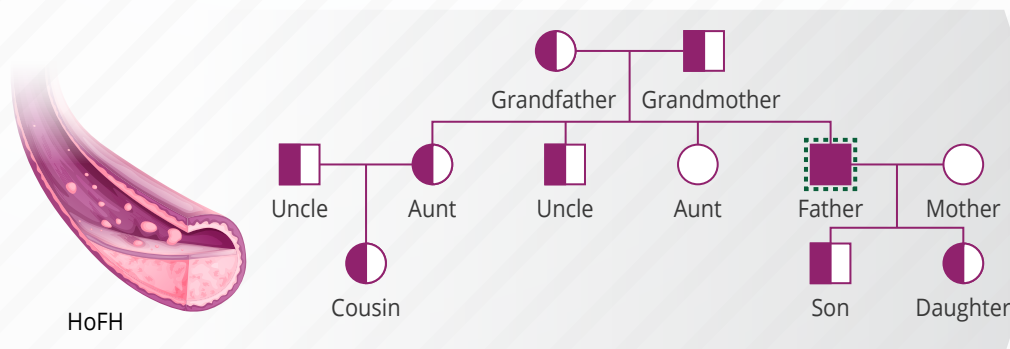 Grandfather Grandmother
Uncle Aunt Uncle Aunt Father Mother
Cousin Son Daughter
HoFH